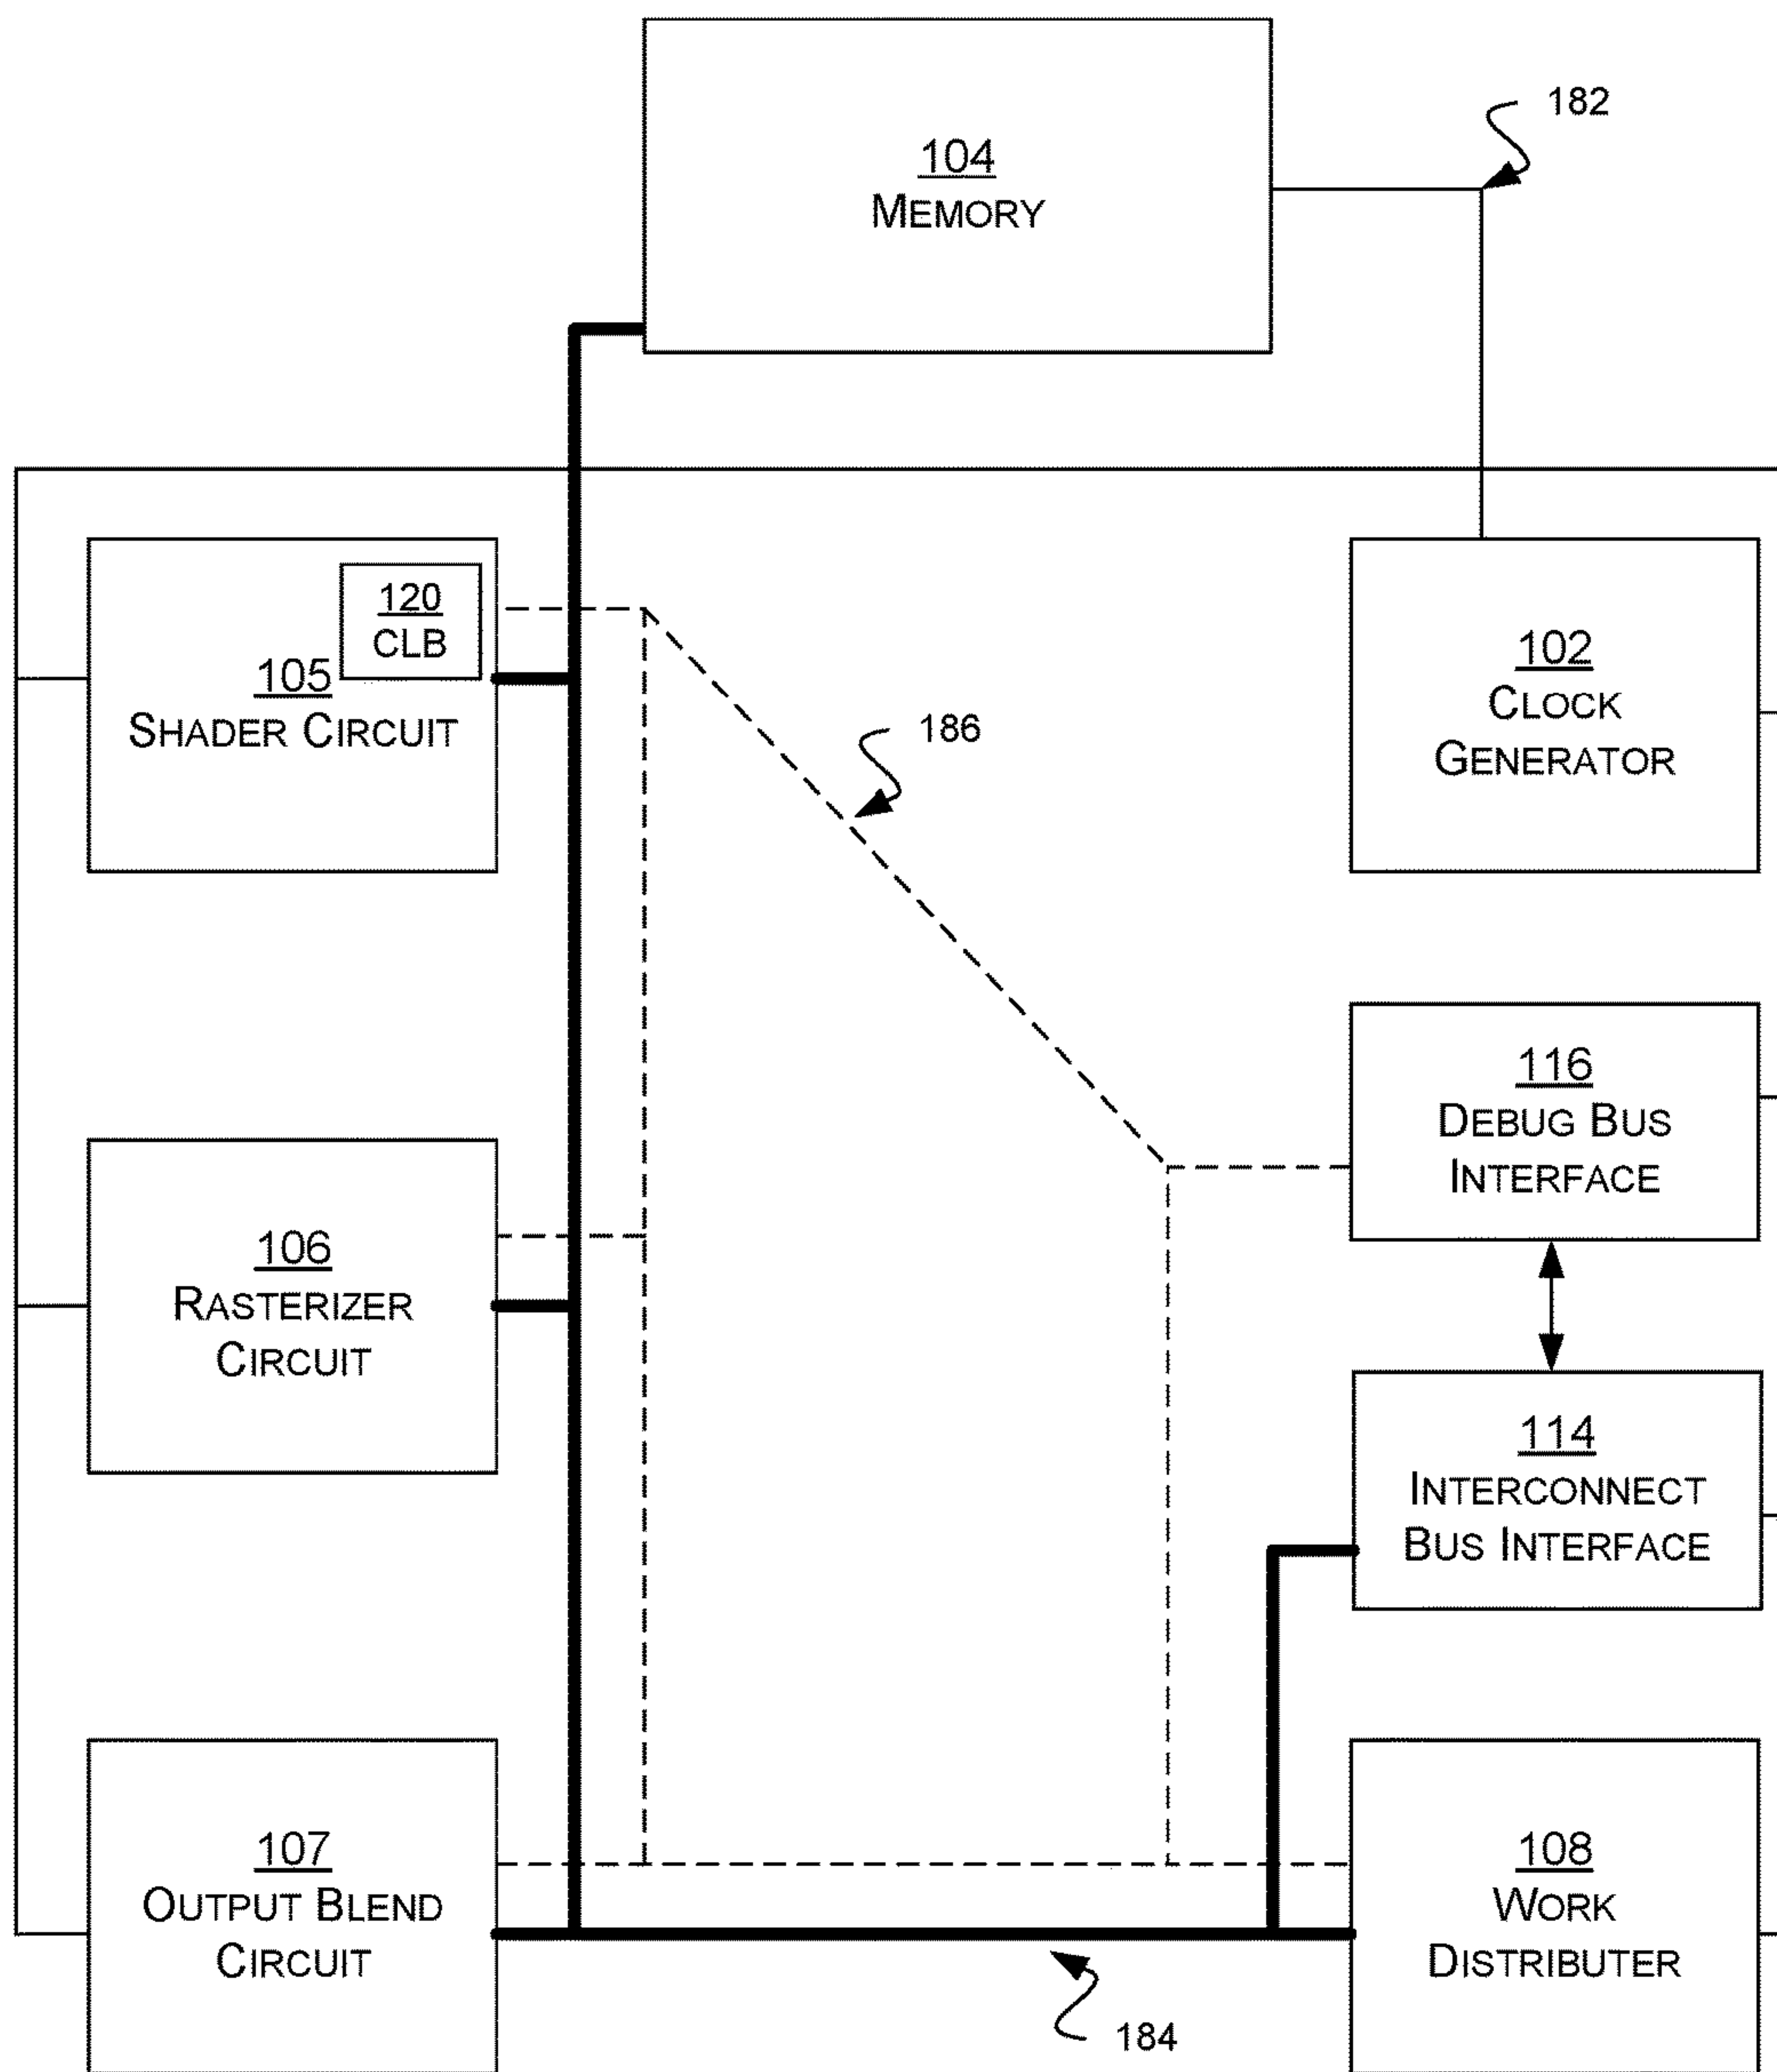 182
104
MEMORY
120
CLB
105
SHADER CIRCUIT
102
CLOCK
GENERATOR
186
116
DEBUG BUS
INTERFACE
106
RASTERIZER
CIRCUIT
114
INTERCONNECT
BUS INTERFACE
107
OUTPUT BLEND
CIRCUIT
108
WORK
DISTRIBUTER
184